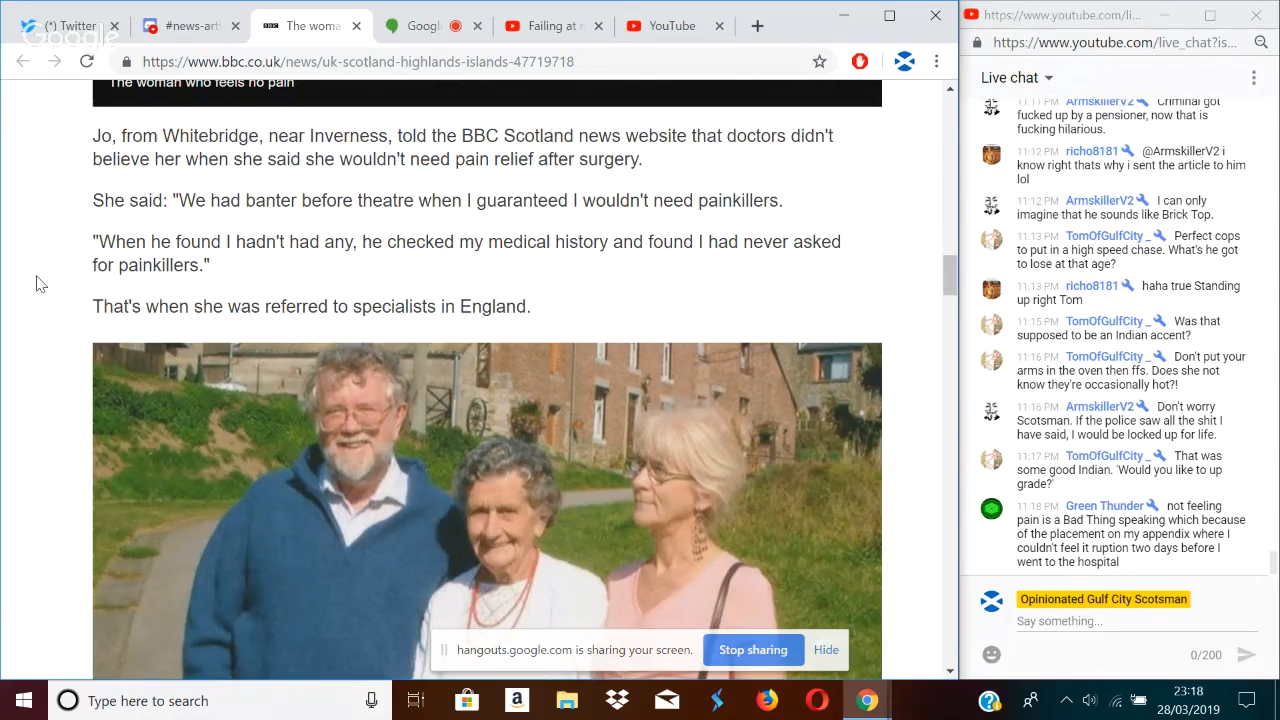 (*) Twitter
#news-arti
The woma
Googl
Failing at n
YouTube
Google
https://www.bbc.co.uk/news/uk-scotland-highlands-islands-47719718
The woman who feels no pain
Jo, from Whitebridge, near Inverness, told the BBC Scotland news website that doctors didn't
believe her when she said she wouldn't need pain relief after surgery.
She said: "We had banter before theatre when I guaranteed I wouldn't need painkillers.
"When he found I hadn't had any, he checked my medical history and found I had never asked
for painkillers."
That's when she was referred to specialists in England.
hangouts.google.com is sharing your screen.
Stop sharing
Hide
https://www.youtube.com/li...
https://www.youtube.com/live_chat?is...
Live chat
11:11 PM ArmskillerV2 Criminal got
fucked up by a pensioner, now that is
fucking hilarious.
11:12 PM richo8181 @ArmskillerV2 i
know right thats why i sent the article to him
lol
11:12 PM ArmskillerV2 I can only
imagine that he sounds like Brick Top.
11:13 PM TomOfGulfCity _ Perfect cops
to put in a high speed chase. What's he got
to lose at that age?
11:13 PM richo8181 haha true Standing
up right Tom
11:15 PM TomOfGulfCity _ Was that
supposed to be an Indian accent?
11:16 PM TomOfGulfCity _ Don't put your
arms in the oven then ffs. Does she not
know they're occasionally hot?!
11:16 PM ArmskillerV2 Don't worry
Scotsman. If the police saw all the shit I
have said, I would be locked up for life.
11:17 PM TomOfGulfCity _ That was
some good Indian. 'Would you like to up
grade?'
11:18 PM Green Thunder not feeling
pain is a Bad Thing speaking which because
of the placement on my appendix where I
couldn't feel it ruption two days before I
went to the hospital
Opinionated Gulf City Scotsman
Say something...
0/200
Type here to search
23:18
28/03/2019